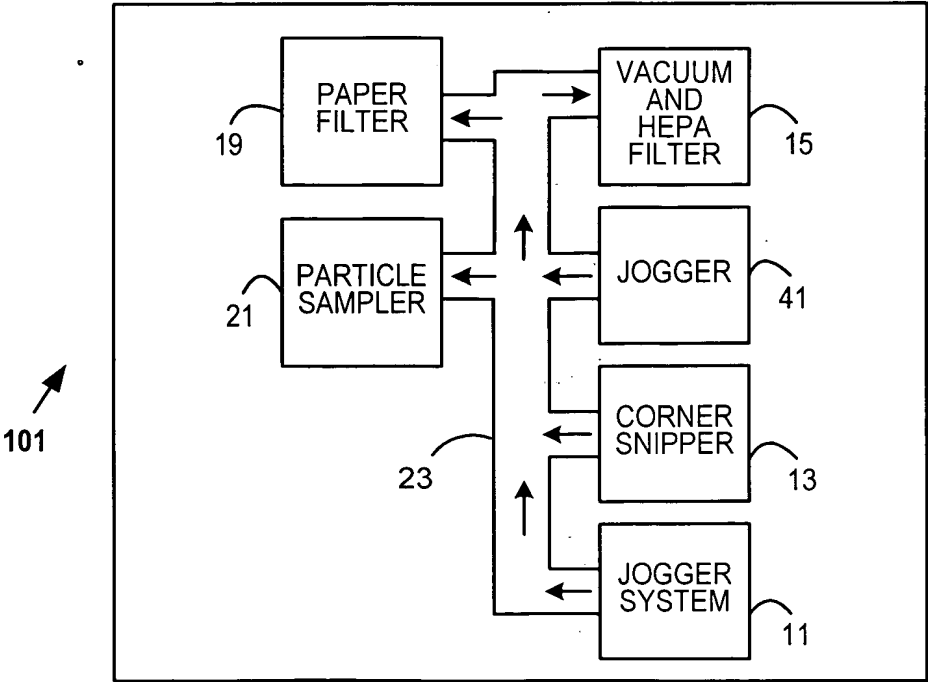 PAPER
FILTER
19
VACUUM
AND
HEPA
FILTER
15
PARTICLE
SAMPLER
21
JOGGER
41
101
23
CORNER
SNIPPER
13
JOGGER
SYSTEM
11